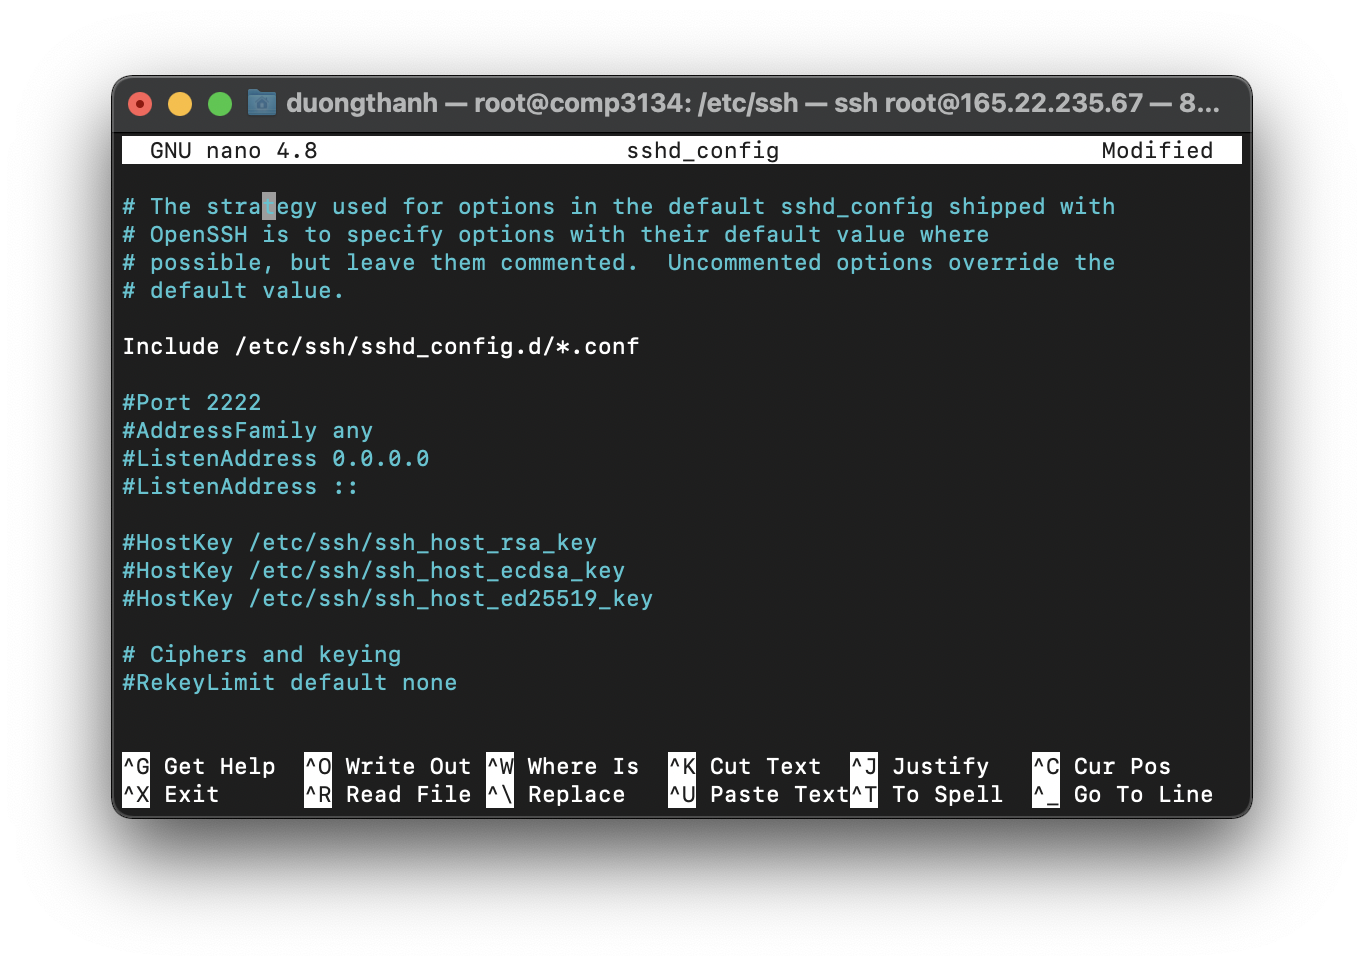 duongthanh — root@comp3134: /etc/ssh — ssh root@165.22.235.67 — 8...
GNU nano 4.8 sshd_config Modified
# The strategy used for options in the default sshd_config shipped with
# OpenSSH is to specify options with their default value where
# possible, but leave them commented.  Uncommented options override the
# default value.
Include /etc/ssh/sshd_config.d/*.conf
#Port 2222
#AddressFamily any
#ListenAddress 0.0.0.0
#ListenAddress ::
#HostKey /etc/ssh/ssh_host_rsa_key
#HostKey /etc/ssh/ssh_host_ecdsa_key
#HostKey /etc/ssh/ssh_host_ed25519_key
# Ciphers and keying
#RekeyLimit default none
^G Get Help ^O Write Out ^W Where Is ^K Cut Text ^J Justify ^C Cur Pos
^X Exit ^R Read File ^\ Replace ^U Paste Text ^T To Spell ^_ Go To Line